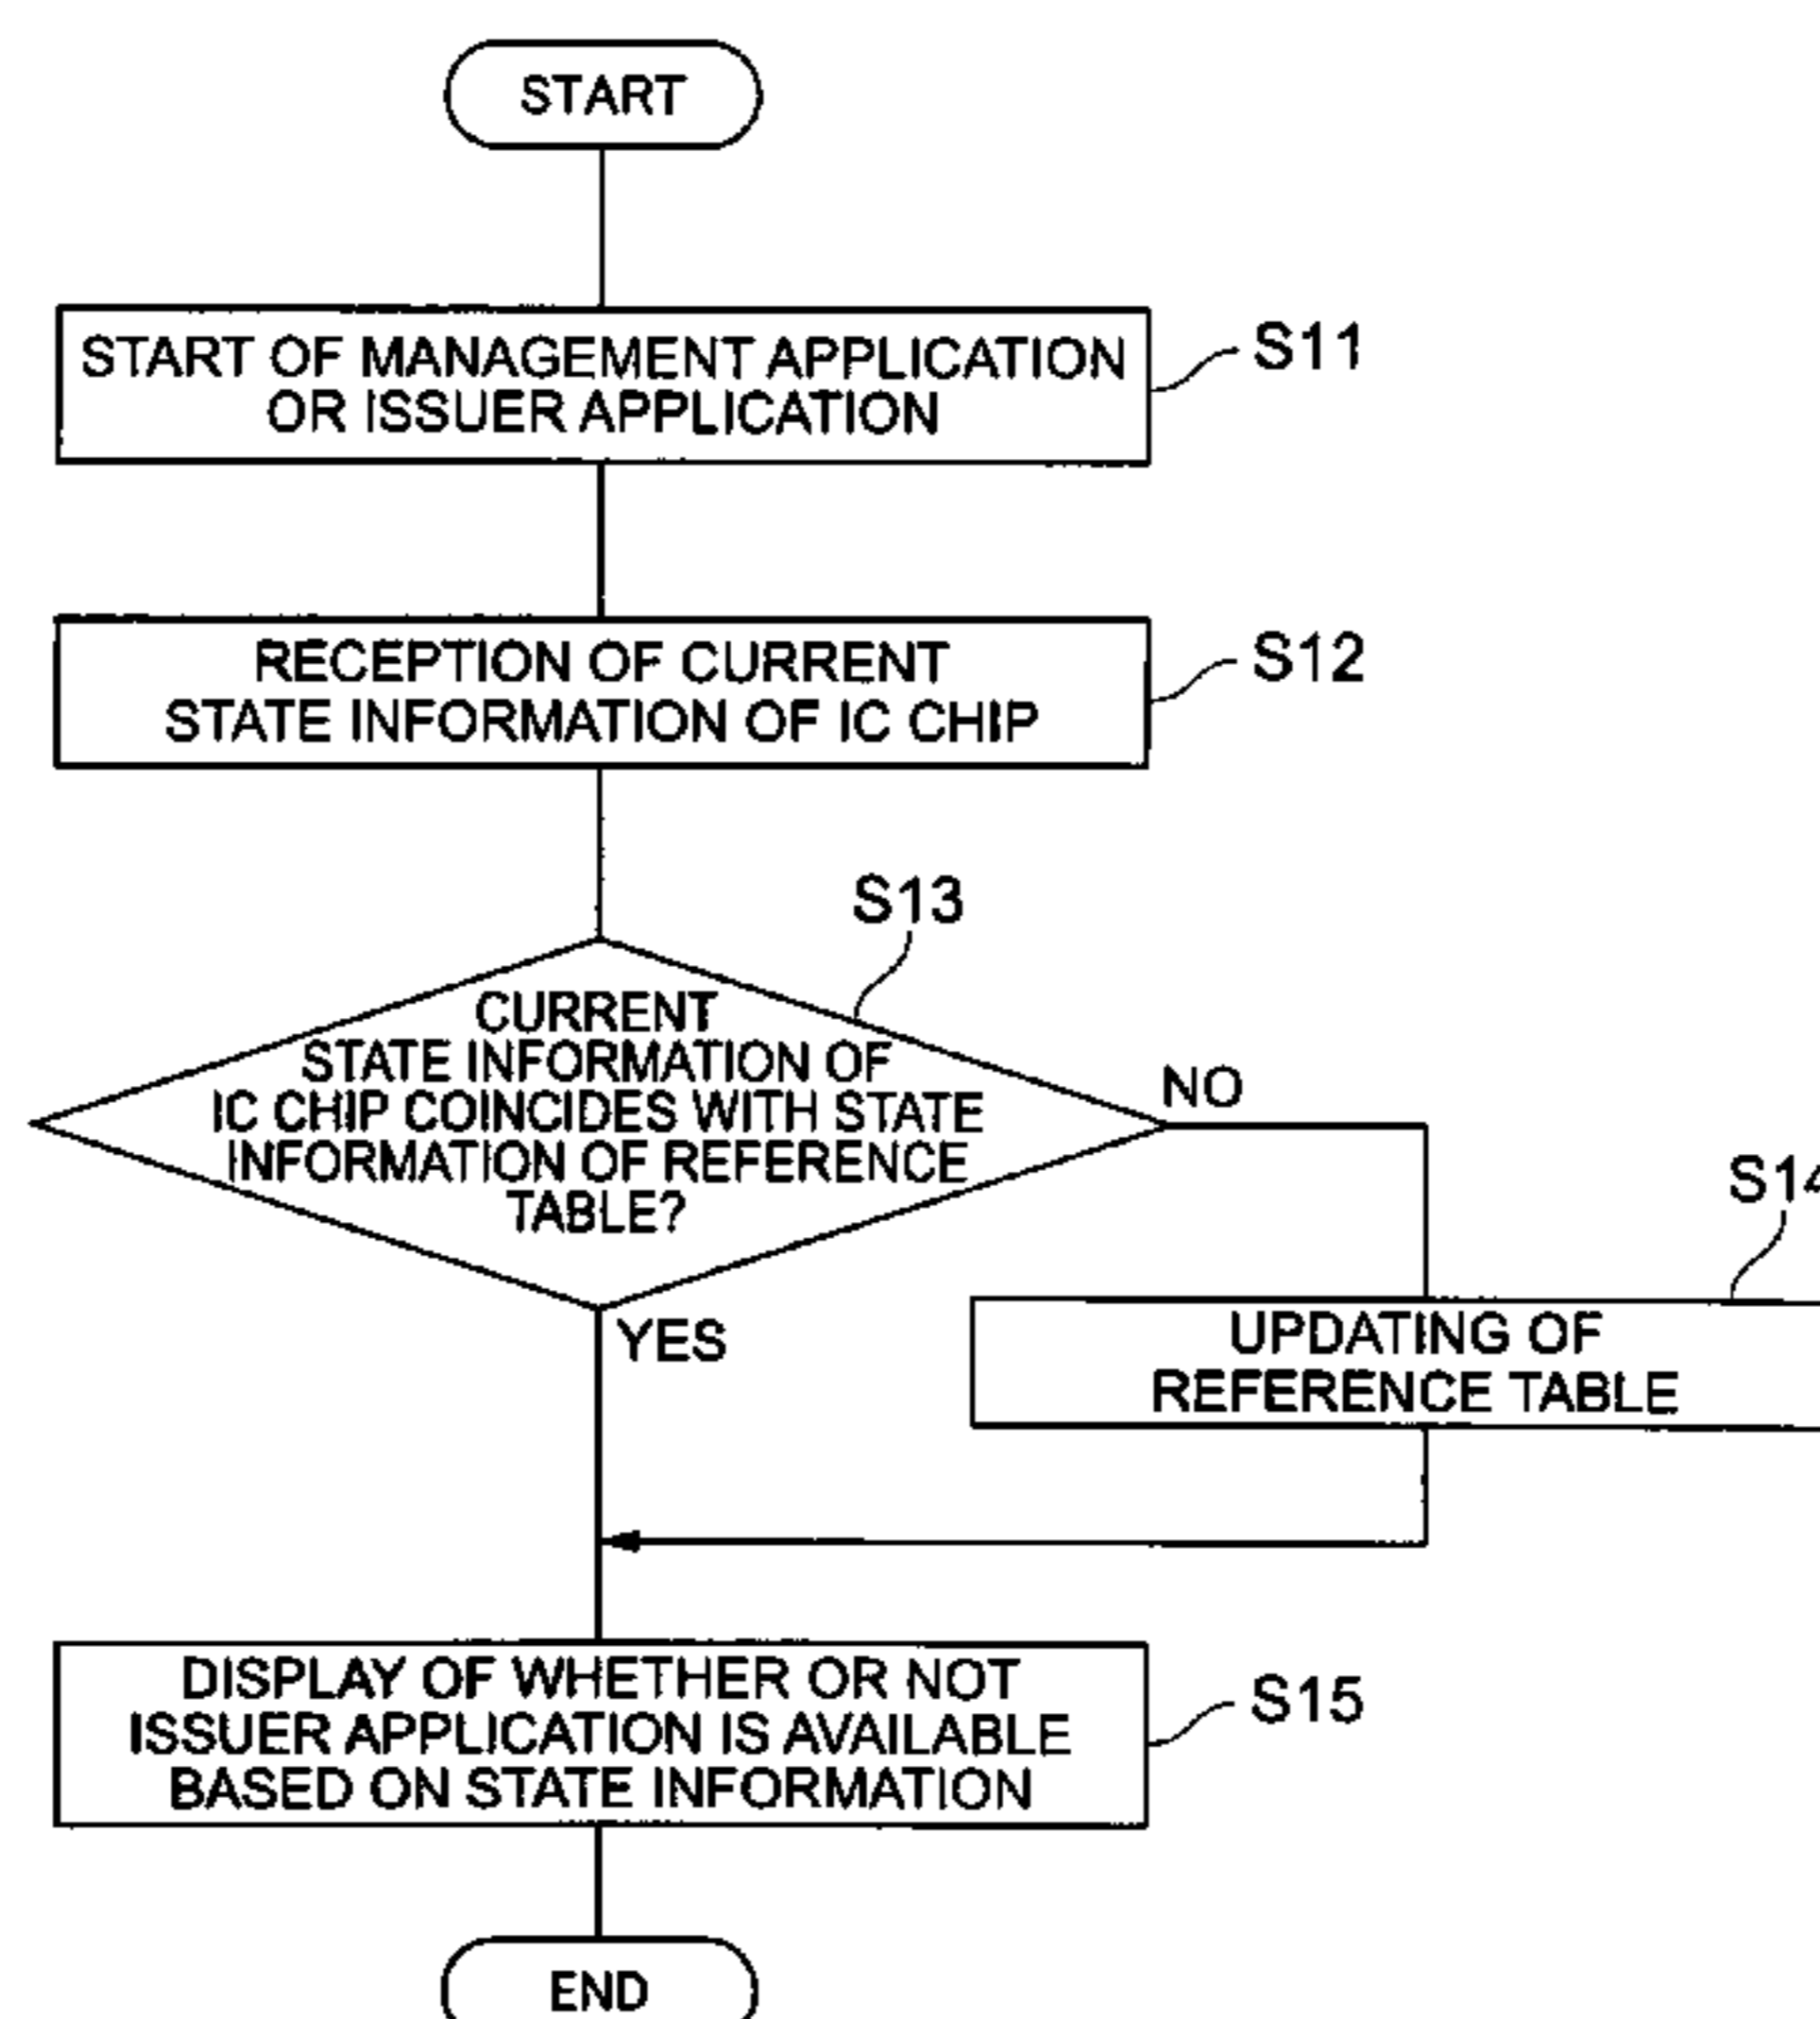 START
START OF MANAGEMENT APPLICATION
OR ISSUER APPLICATION
S11
RECEPTION OF CURRENT
STATE INFORMATION OF IC CHIP
S12
S13
CURRENT
STATE INFORMATION OF
IC CHIP COINCIDES WITH STATE
INFORMATION OF REFERENCE
TABLE?
NO
YES
S14
UPDATING OF
REFERENCE TABLE
DISPLAY OF WHETHER OR NOT
ISSUER APPLICATION IS AVAILABLE
BASED ON STATE INFORMATION
S15
END